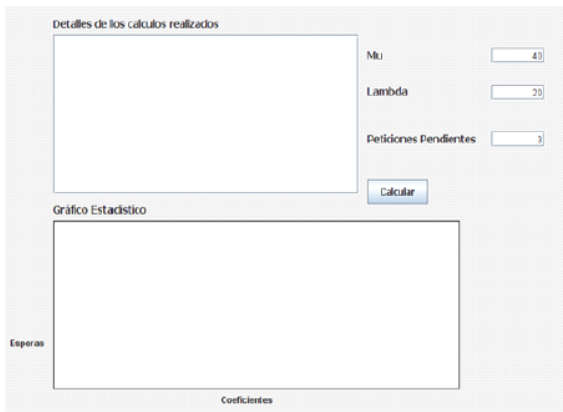 Detalles de los calculos realizados
Mu
40
Lambda
20
Peticiones Pendientes
3
Calcular
Gráfico Estadistico
Esperas
Coeficientes